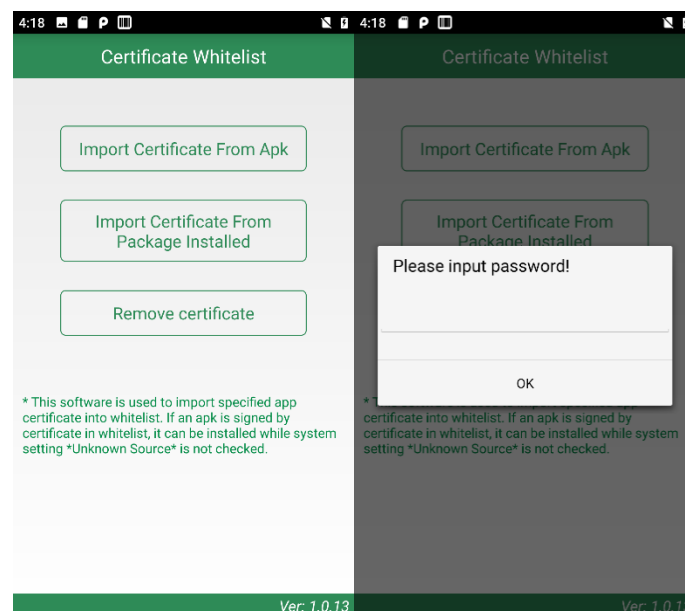 4:18
Certificate Whitelist
Import Certificate From Apk
Import Certificate From
Package Installed
Remove certificate
* This software is used to import specified app
certificate into whitelist. If an apk is signed by
certificate in whitelist, it can be installed while system
setting *Unknown Source* is not checked.
Ver: 1.0.13
4:18
Certificate Whitelist
Import Certificate From Apk
Import Certificate From
Package Installed
Please input password!
OK
certificate into whitelist. If an apk is signed by
certificate in whitelist, it can be installed while system
setting *Unknown Source* is not checked.
Ver: 1.0.1